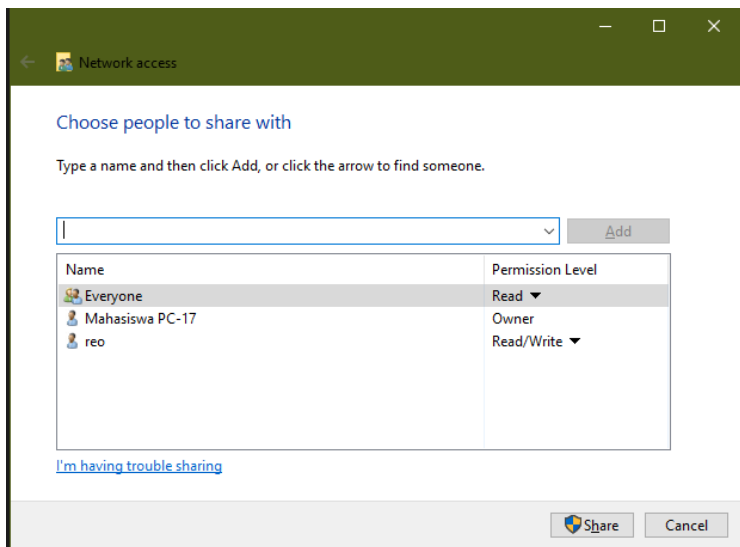 Network access
Choose people to share with
Type a name and then click Add, or click the arrow to find someone.
Add
Name Permission Level
Everyone Read
Mahasiswa PC-17 Owner
reo Read/Write
I'm having trouble sharing
Share Cancel